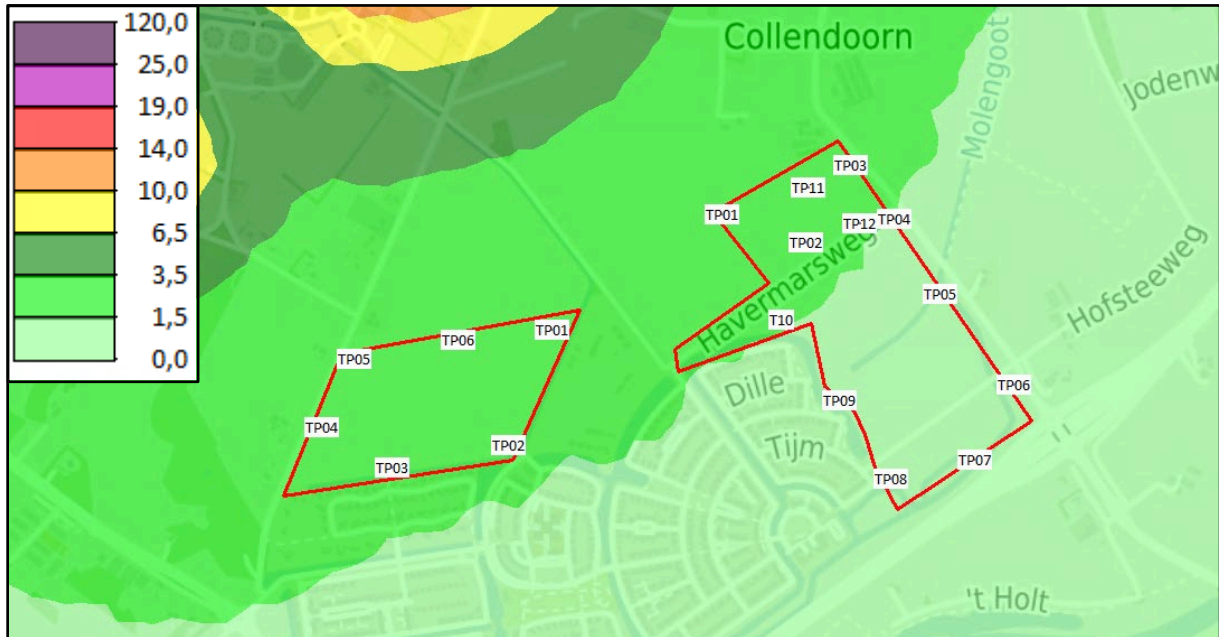 120,0
25,0
19,0
14,0
10,0
6,5
3,5
1,5
0,0
Collendoorn
Molengoot
Jodenw
TP03
TP11
TP01
TP12
TP04
TP02
Havermarsweg
Hofsteeweg
TP05
T10
TP01
TP06
TP05
Dille
TP06
TP09
TP04
Tijm
TP02
TP03
TP07
TP08
't Holt